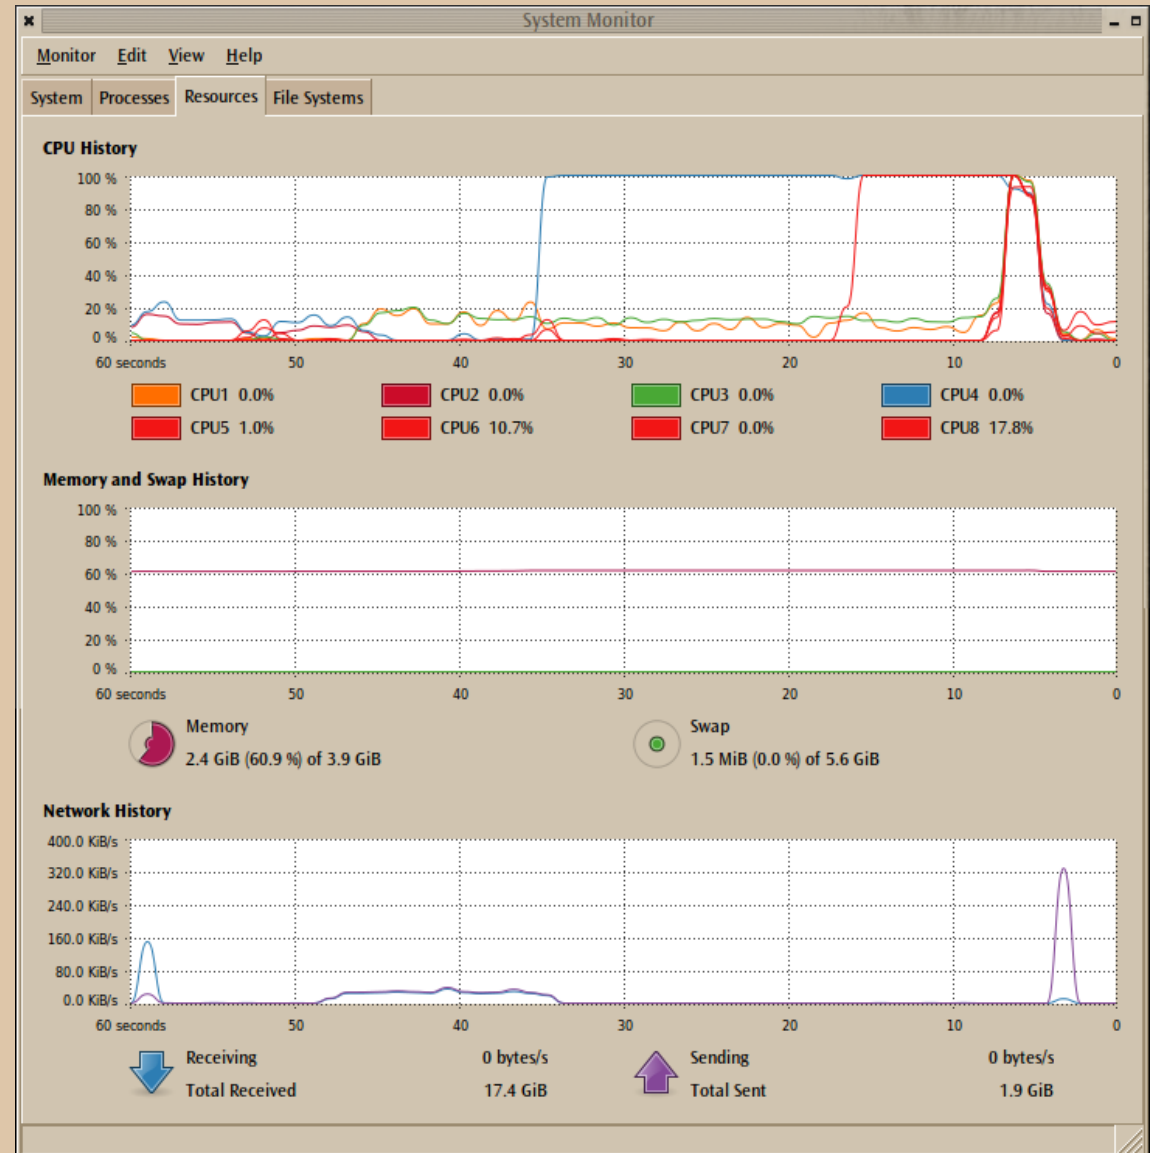 System Monitor
Monitor Edit View Help
System Processes Resources File Systems
CPU History
100 %
80 %
60 %
40 %
20 %
0 %
60 seconds 50 40 30 20 10 0
CPU1 0.0% CPU2 0.0% CPU3 0.0% CPU4 0.0%
CPU5 1.0% CPU6 10.7% CPU7 0.0% CPU8 17.8%
Memory and Swap History
100 %
80 %
60 %
40 %
20 %
0 %
60 seconds 50 40 30 20 10 0
Memory Swap
2.4 GiB (60.9 %) of 3.9 GiB 1.5 MiB (0.0 %) of 5.6 GiB
Network History
400.0 KiB/s
320.0 KiB/s
240.0 KiB/s
160.0 KiB/s
80.0 KiB/s
0.0 KiB/s
60 seconds 50 40 30 20 10 0
Receiving 0 bytes/s Sending 0 bytes/s
Total Received 17.4 GiB Total Sent 1.9 GiB